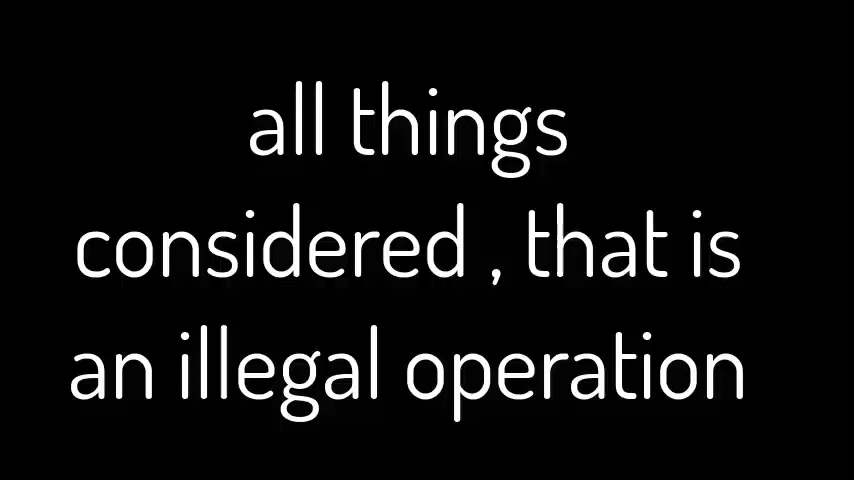 all things
considered , that is
an illegal operation